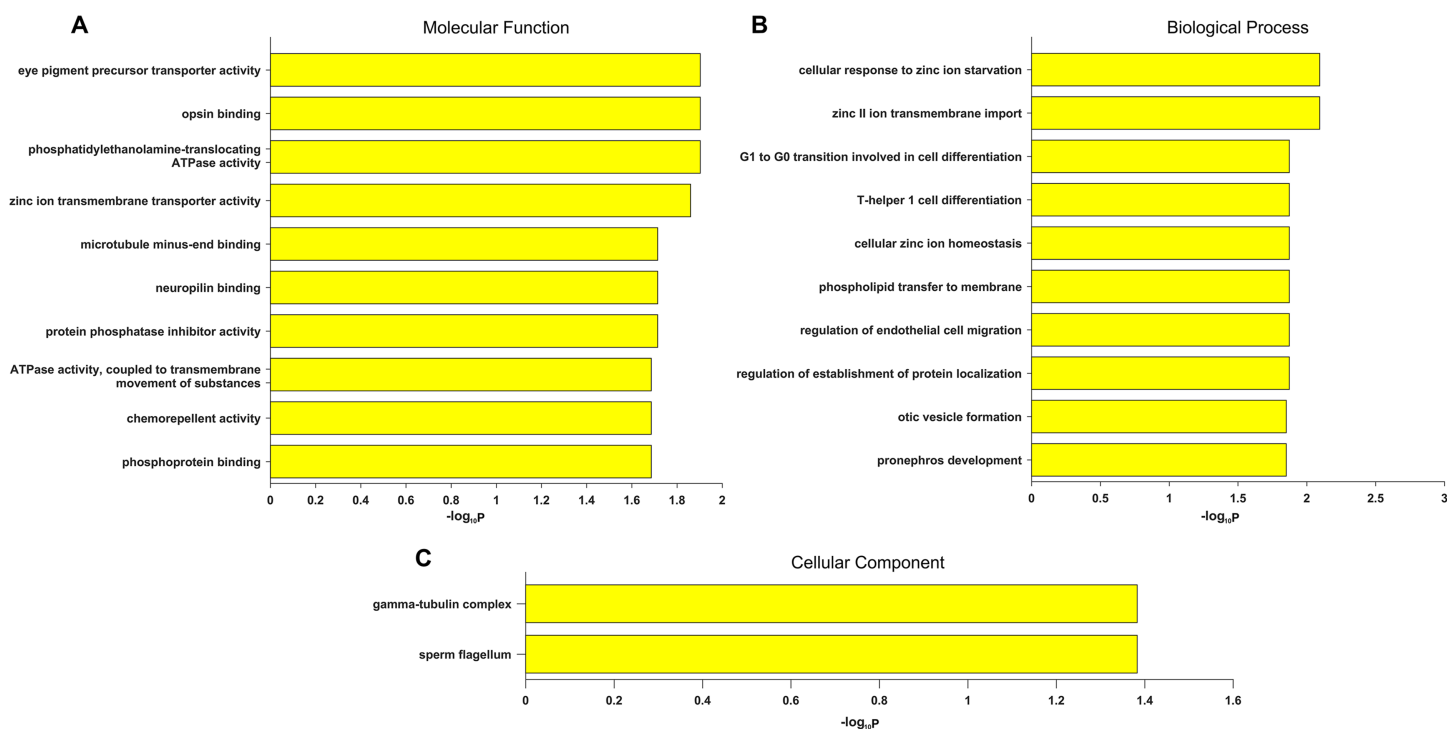 A
Molecular Function
eye pigment precursor transporter activity
opsin binding
phosphatidylethanolamine-translocating
ATPase activity
zinc ion transmembrane transporter activity
microtubule minus-end binding
neuropilin binding
protein phosphatase inhibitor activity
ATPase activity, coupled to transmembrane
movement of substances
chemorepellent activity
phosphoprotein binding
0 0.2 0.4 0.6 0.8 1 1.2 1.4 1.6 1.8 2
-log₁₀P
B
Biological Process
cellular response to zinc ion starvation
zinc II ion transmembrane import
G1 to G0 transition involved in cell differentiation
T-helper 1 cell differentiation
cellular zinc ion homeostasis
phospholipid transfer to membrane
regulation of endothelial cell migration
regulation of establishment of protein localization
otic vesicle formation
pronephros development
0 0.5 1 1.5 2 2.5 3
-log₁₀P
C
Cellular Component
gamma-tubulin complex
sperm flagellum
0 0.2 0.4 0.6 0.8 1 1.2 1.4 1.6
-log₁₀P